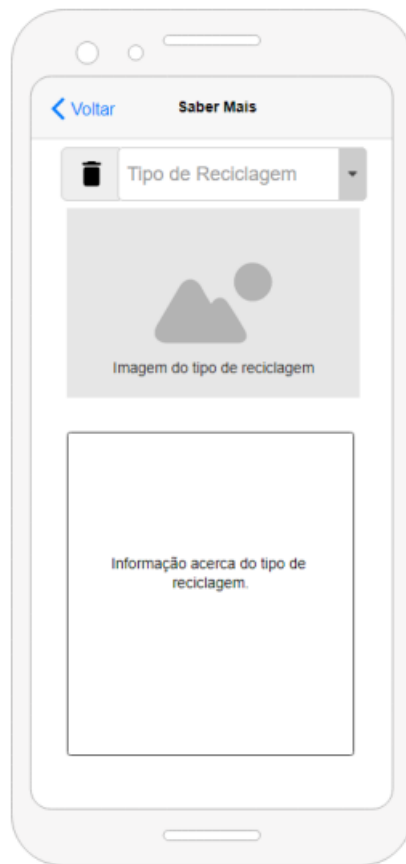 Voltar
Saber Mais
Tipo de Reciclagem
Imagem do tipo de reciclagem
Informação acerca do tipo de
reciclagem.